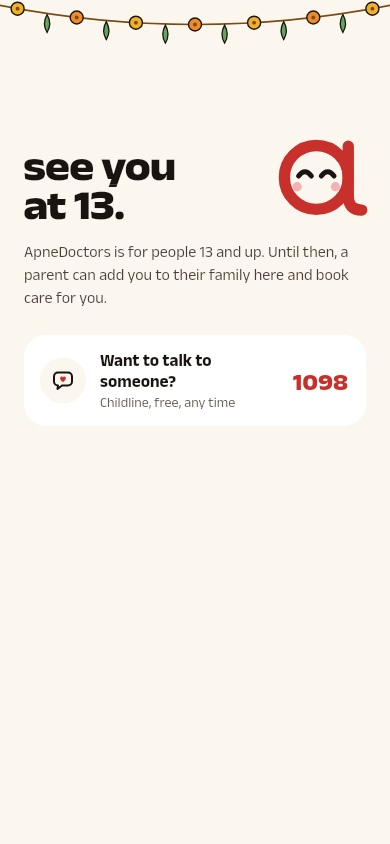 see you
at 13.
ApneDoctors is for people 13 and up. Until then, a
parent can add you to their family here and book
care for you.
Want to talk to
someone?
1098
Childline, free, any time